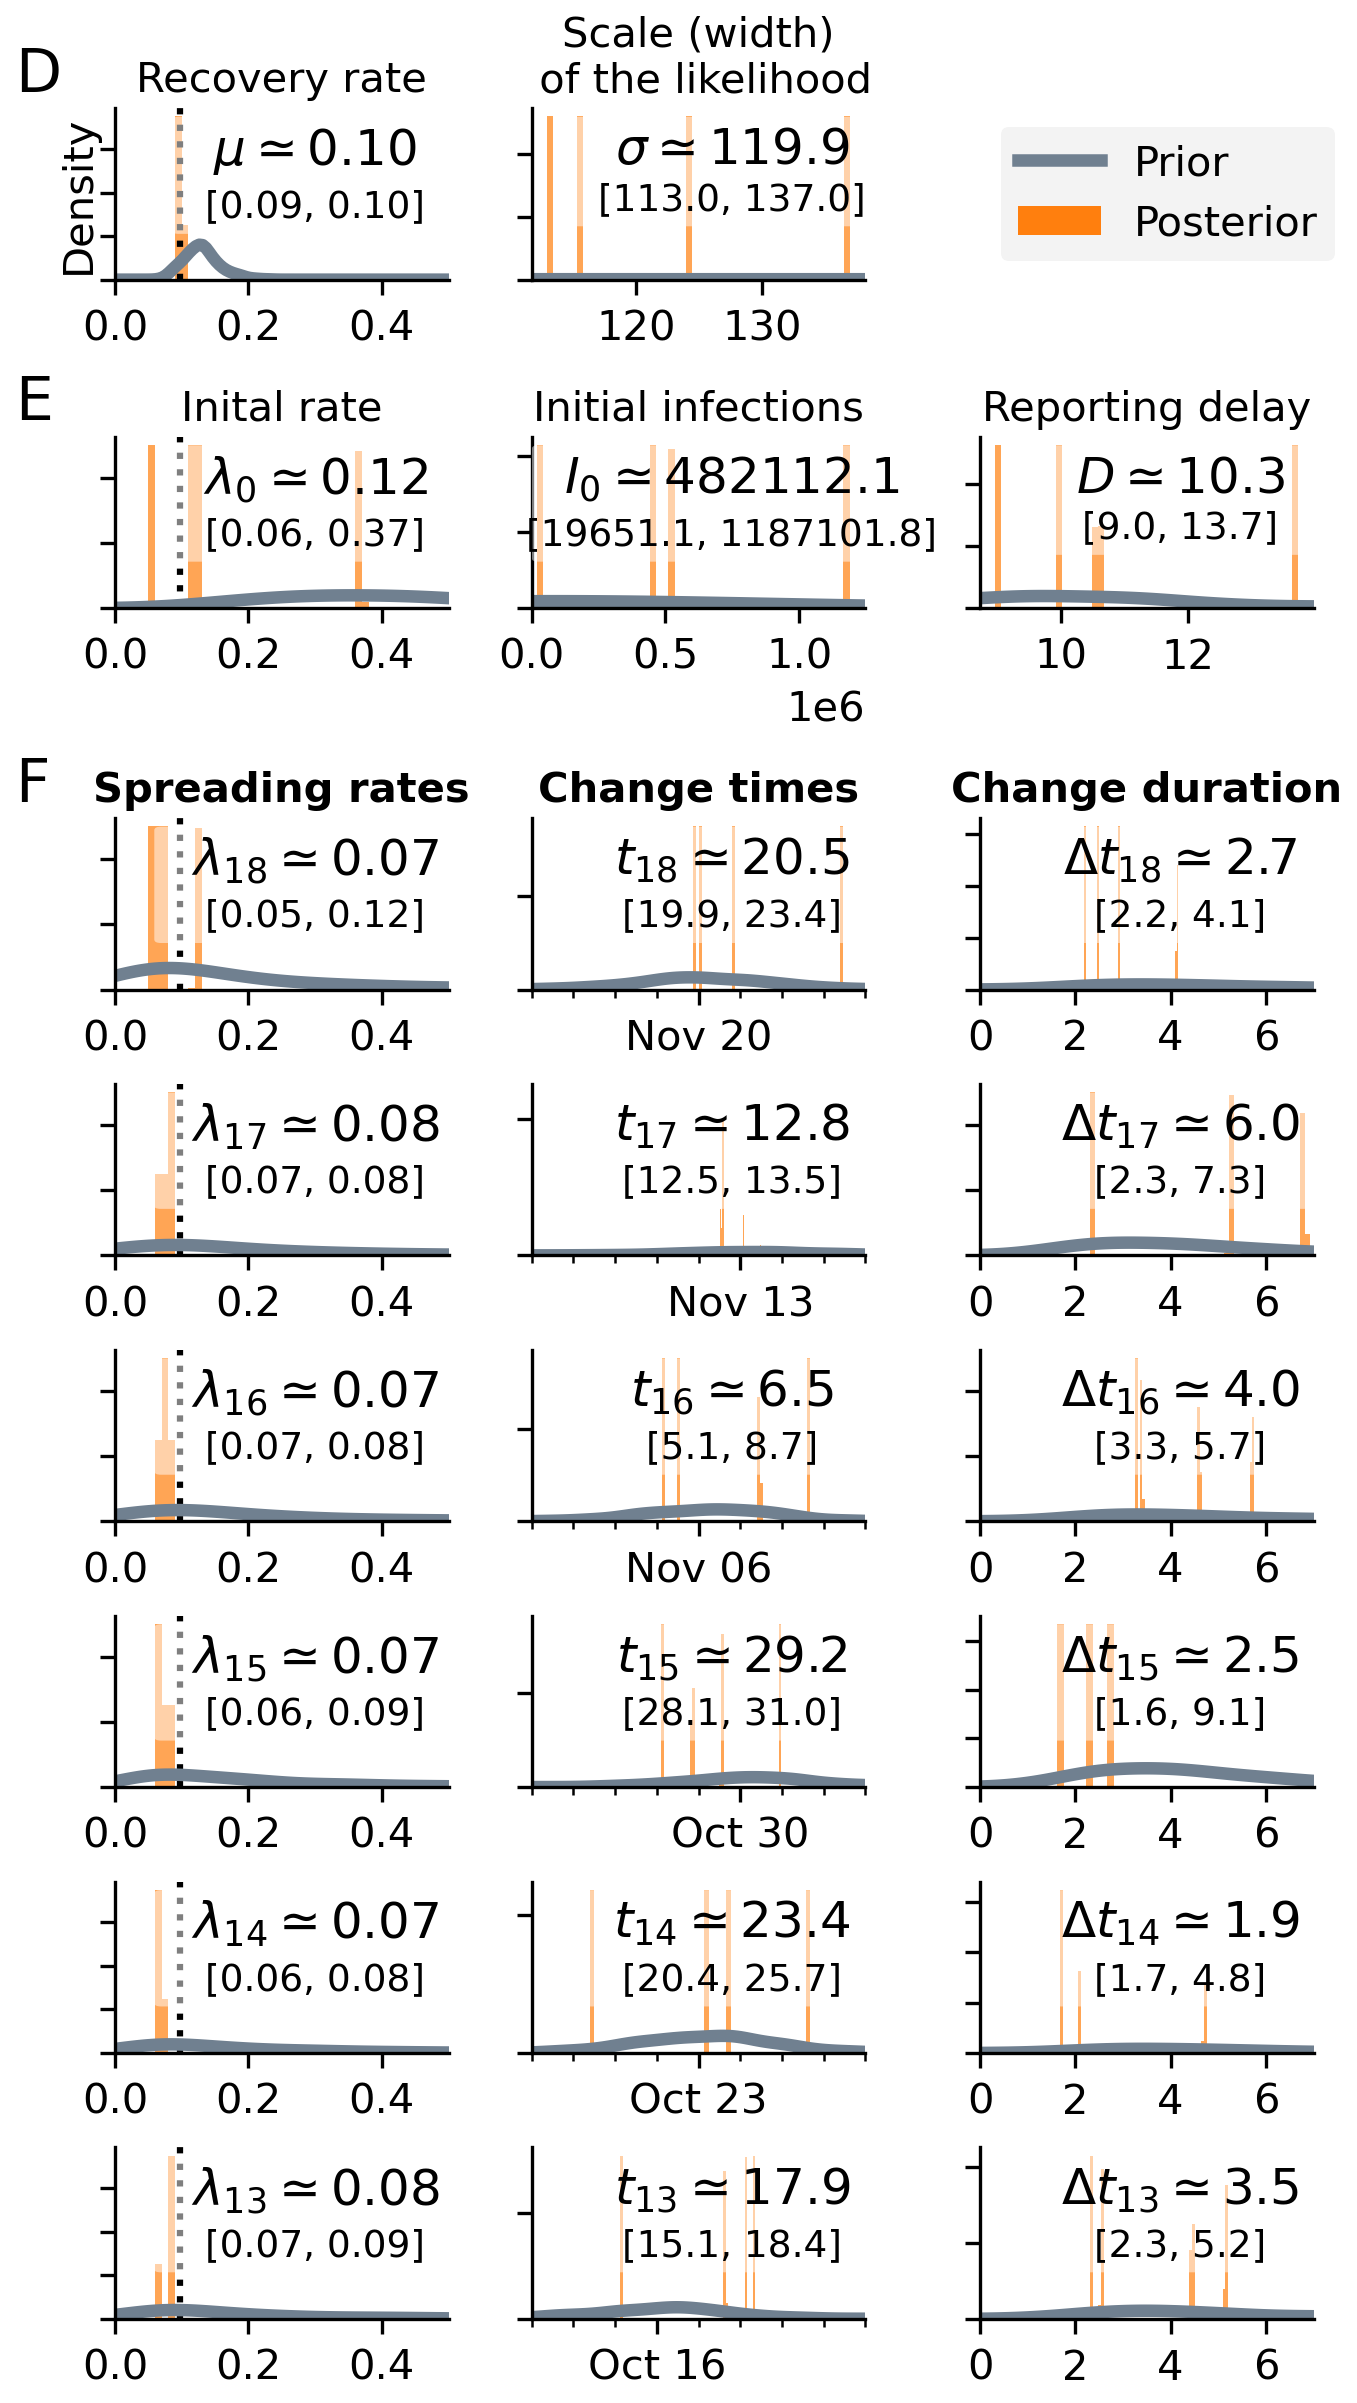 D
Recovery rate
Scale (width)
of the likelihood
Density
μ ≃ 0.10
[0.09, 0.10]
0.0 0.2 0.4
σ ≃ 119.9
[113.0, 137.0]
120 130
Prior
Posterior
E
Inital rate
Initial infections
Reporting delay
λ0 ≃ 0.12
[0.06, 0.37]
0.0 0.2 0.4
I0 ≃ 482112.1
[19651.1, 1187101.8]
0.0 0.5 1.0
1e6
D ≃ 10.3
[9.0, 13.7]
10 12
F
Spreading rates
Change times
Change duration
λ18 ≃ 0.07
[0.05, 0.12]
0.0 0.2 0.4
t18 ≃ 20.5
[19.9, 23.4]
Nov 20
Δt18 ≃ 2.7
[2.2, 4.1]
0 2 4 6
λ17 ≃ 0.08
[0.07, 0.08]
0.0 0.2 0.4
t17 ≃ 12.8
[12.5, 13.5]
Nov 13
Δt17 ≃ 6.0
[2.3, 7.3]
0 2 4 6
λ16 ≃ 0.07
[0.07, 0.08]
0.0 0.2 0.4
t16 ≃ 6.5
[5.1, 8.7]
Nov 06
Δt16 ≃ 4.0
[3.3, 5.7]
0 2 4 6
λ15 ≃ 0.07
[0.06, 0.09]
0.0 0.2 0.4
t15 ≃ 29.2
[28.1, 31.0]
Oct 30
Δt15 ≃ 2.5
[1.6, 9.1]
0 2 4 6
λ14 ≃ 0.07
[0.06, 0.08]
0.0 0.2 0.4
t14 ≃ 23.4
[20.4, 25.7]
Oct 23
Δt14 ≃ 1.9
[1.7, 4.8]
0 2 4 6
λ13 ≃ 0.08
[0.07, 0.09]
0.0 0.2 0.4
t13 ≃ 17.9
[15.1, 18.4]
Oct 16
Δt13 ≃ 3.5
[2.3, 5.2]
0 2 4 6